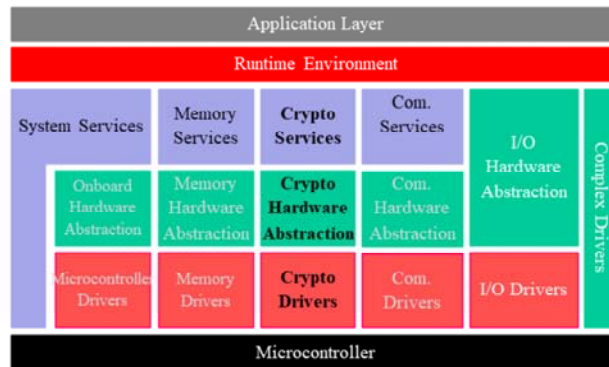 Application Layer
Runtime Environment
System Services
Memory
Services
Crypto
Services
Com.
Services
I/O
Hardware
Abstraction
Complex Drivers
Onboard
Hardware
Abstraction
Memory
Hardware
Abstraction
Crypto
Hardware
Abstraction
Com.
Hardware
Abstraction
Microcontroller
Drivers
Memory
Drivers
Crypto
Drivers
Com.
Drivers
I/O Drivers
Microcontroller